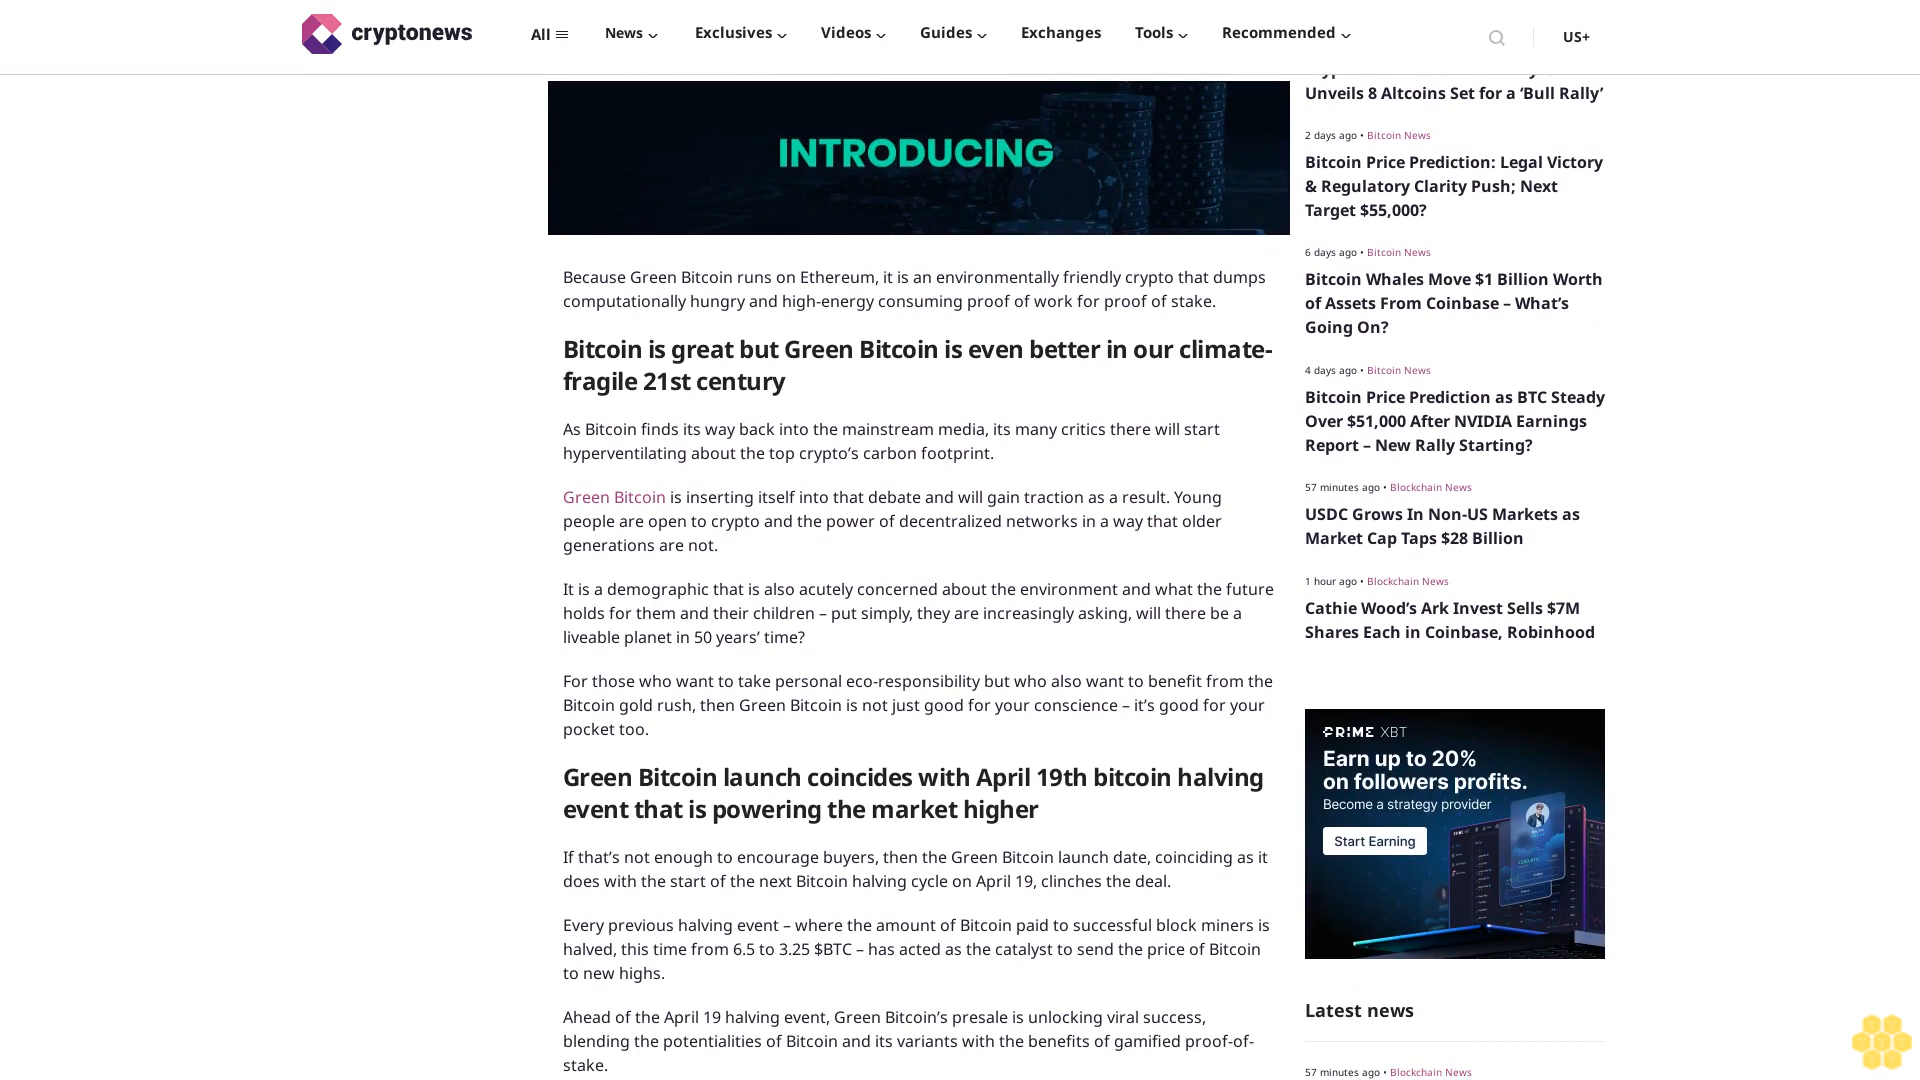 cryptonews
All
News
Exclusives
Videos
Guides
Exchanges
Tools
Recommended
US+
INTRODUCING
Because Green Bitcoin runs on Ethereum, it is an environmentally friendly crypto that dumps
computationally hungry and high-energy consuming proof of work for proof of stake.
Bitcoin is great but Green Bitcoin is even better in our climate-
fragile 21st century
As Bitcoin finds its way back into the mainstream media, its many critics there will start
hyperventilating about the top crypto’s carbon footprint.
Green Bitcoin is inserting itself into that debate and will gain traction as a result. Young
people are open to crypto and the power of decentralized networks in a way that older
generations are not.
It is a demographic that is also acutely concerned about the environment and what the future
holds for them and their children – put simply, they are increasingly asking, will there be a
liveable planet in 50 years’ time?
For those who want to take personal eco-responsibility but who also want to benefit from the
Bitcoin gold rush, then Green Bitcoin is not just good for your conscience – it’s good for your
pocket too.
Green Bitcoin launch coincides with April 19th bitcoin halving
event that is powering the market higher
If that’s not enough to encourage buyers, then the Green Bitcoin launch date, coinciding as it
does with the start of the next Bitcoin halving cycle on April 19, clinches the deal.
Every previous halving event – where the amount of Bitcoin paid to successful block miners is
halved, this time from 6.5 to 3.25 $BTC – has acted as the catalyst to send the price of Bitcoin
to new highs.
Ahead of the April 19 halving event, Green Bitcoin’s presale is unlocking viral success,
blending the potentialities of Bitcoin and its variants with the benefits of gamified proof-of-
stake.
Unveils 8 Altcoins Set for a ‘Bull Rally’
2 days ago • Bitcoin News
Bitcoin Price Prediction: Legal Victory
& Regulatory Clarity Push; Next
Target $55,000?
6 days ago • Bitcoin News
Bitcoin Whales Move $1 Billion Worth
of Assets From Coinbase – What’s
Going On?
4 days ago • Bitcoin News
Bitcoin Price Prediction as BTC Steady
Over $51,000 After NVIDIA Earnings
Report – New Rally Starting?
57 minutes ago • Blockchain News
USDC Grows In Non-US Markets as
Market Cap Taps $28 Billion
1 hour ago • Blockchain News
Cathie Wood’s Ark Invest Sells $7M
Shares Each in Coinbase, Robinhood
PRIME XBT
Earn up to 20%
on followers profits.
Become a strategy provider
Start Earning
Latest news
57 minutes ago • Blockchain News